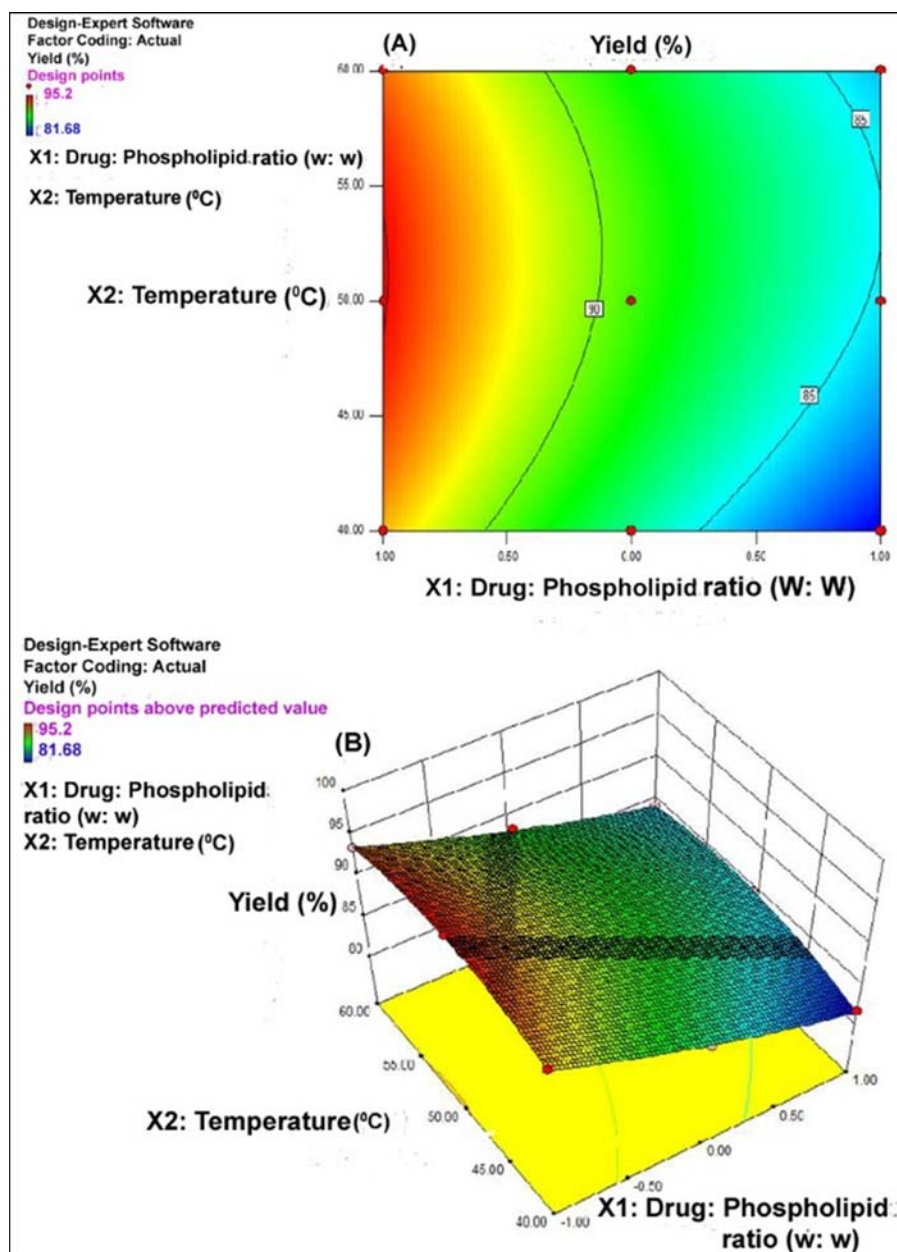 Design-Expert Software
Factor Coding: Actual
Yield (%)
Design points
95.2
81.68
X1: Drug: Phospholipid ratio (w: w)
X2: Temperature (⁰C)
(A)
Yield (%)
60.00
55.00
50.00
45.00
40.00
X2: Temperature (⁰C)
85
90
85
1.00
0.50
0.00
0.50
1.00
X1: Drug: Phospholipid ratio (W: W)
Design-Expert Software
Factor Coding: Actual
Yield (%)
Design points above predicted value
95.2
81.68
X1: Drug: Phospholipid
ratio (w: w)
X2: Temperature (⁰C)
(B)
100
95
90
85
80
Yield (%)
60.00
55.00
50.00
45.00
40.00
X2: Temperature(⁰C)
-1.00
-0.50
0.00
0.50
1.00
X1: Drug: Phospholipid
ratio (w: w)